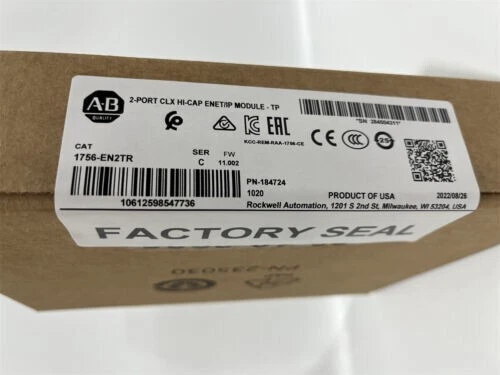 A-B
QUALITY
2-PORT CLX HI-CAP ENET/IP MODULE - TP
KCC-REM-RAA-1756-CE
CAT
1756-EN2TR
SER
C
FW
11.002
PN-184724
1020
PRODUCT OF USA
2022/08/26
Rockwell Automation, 1201 S 2nd St, Milwaukee, WI 53204, USA
10612598547736
FACTORY SEAL
PN-235030